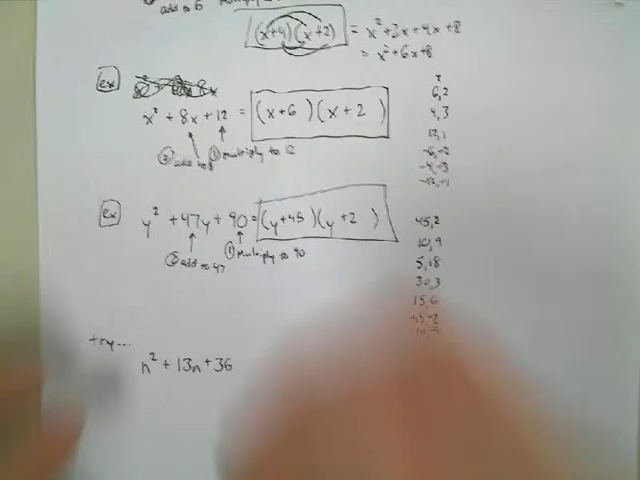 add to
(x+4)(x+2) = x² + 2x + 4x + 8
= x² + 6x + 8
ex
x² + 8x + 12 = (x+6)(x+2)
② add to 8 ① multiply to 12
6,2
4,3
12,1
-6,-2
-4,-3
-12,-1
ex
y² + 47y + 90 = (y+45)(y+2)
② add to 47 ① Multiply to 90
45,2
10,9
5,18
30,3
15,6
-45,-2
try...
n² + 13n + 36